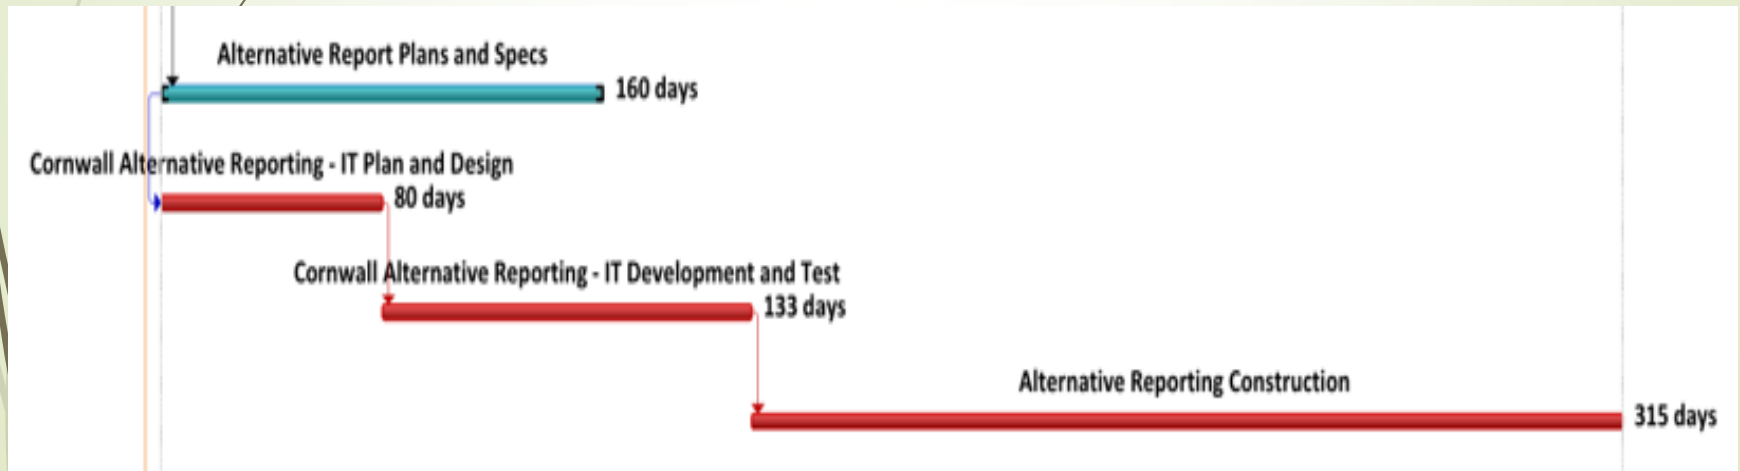 Alternative Report Plans and Specs
160 days
Cornwall Alternative Reporting - IT Plan and Design
80 days
Cornwall Alternative Reporting - IT Development and Test
133 days
Alternative Reporting Construction
315 days